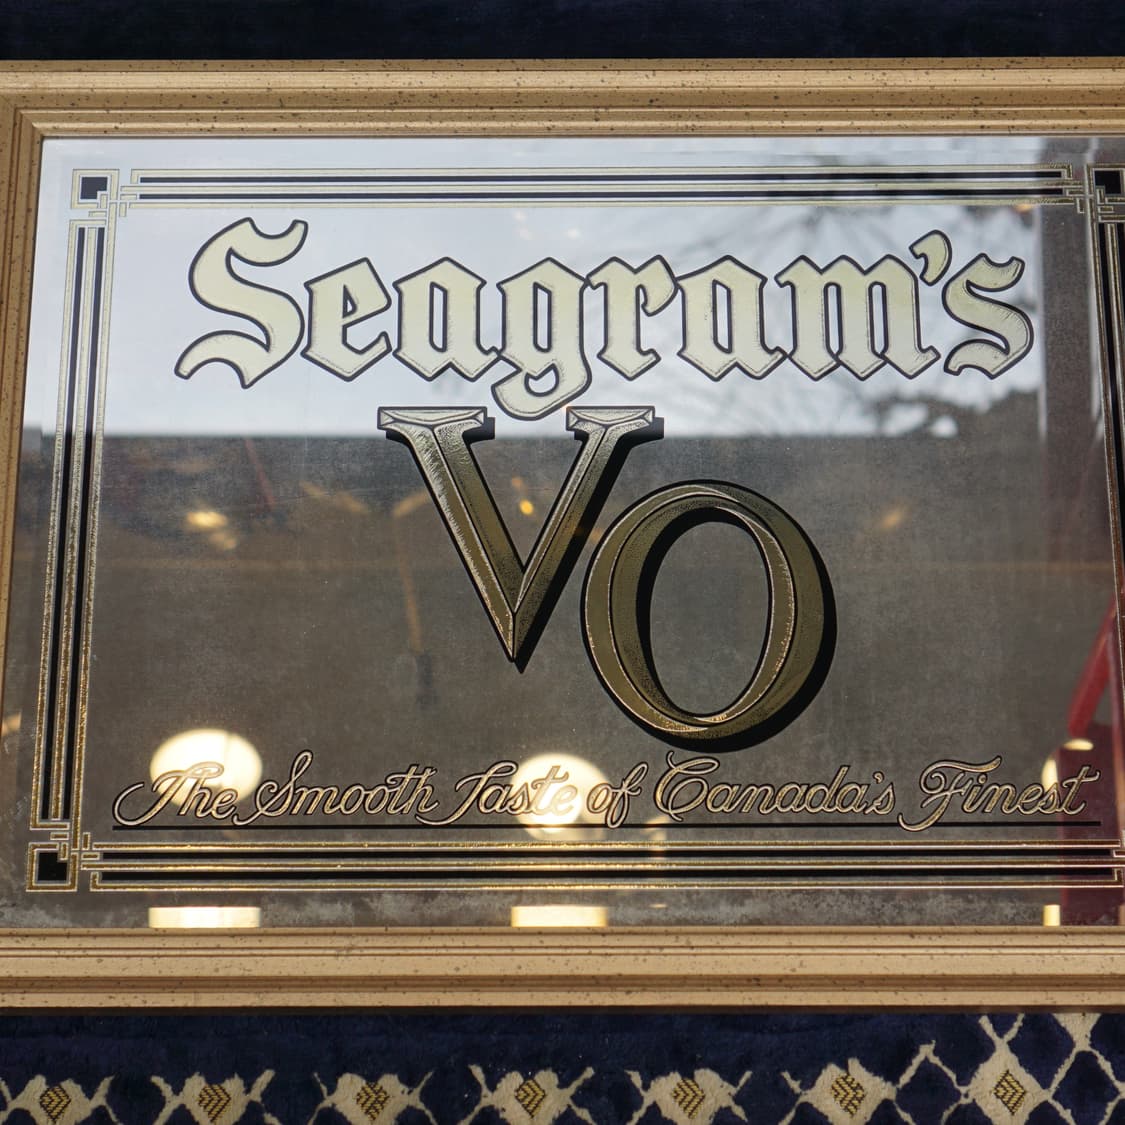 Seagram's
VO
The Smooth Taste of Canada's Finest